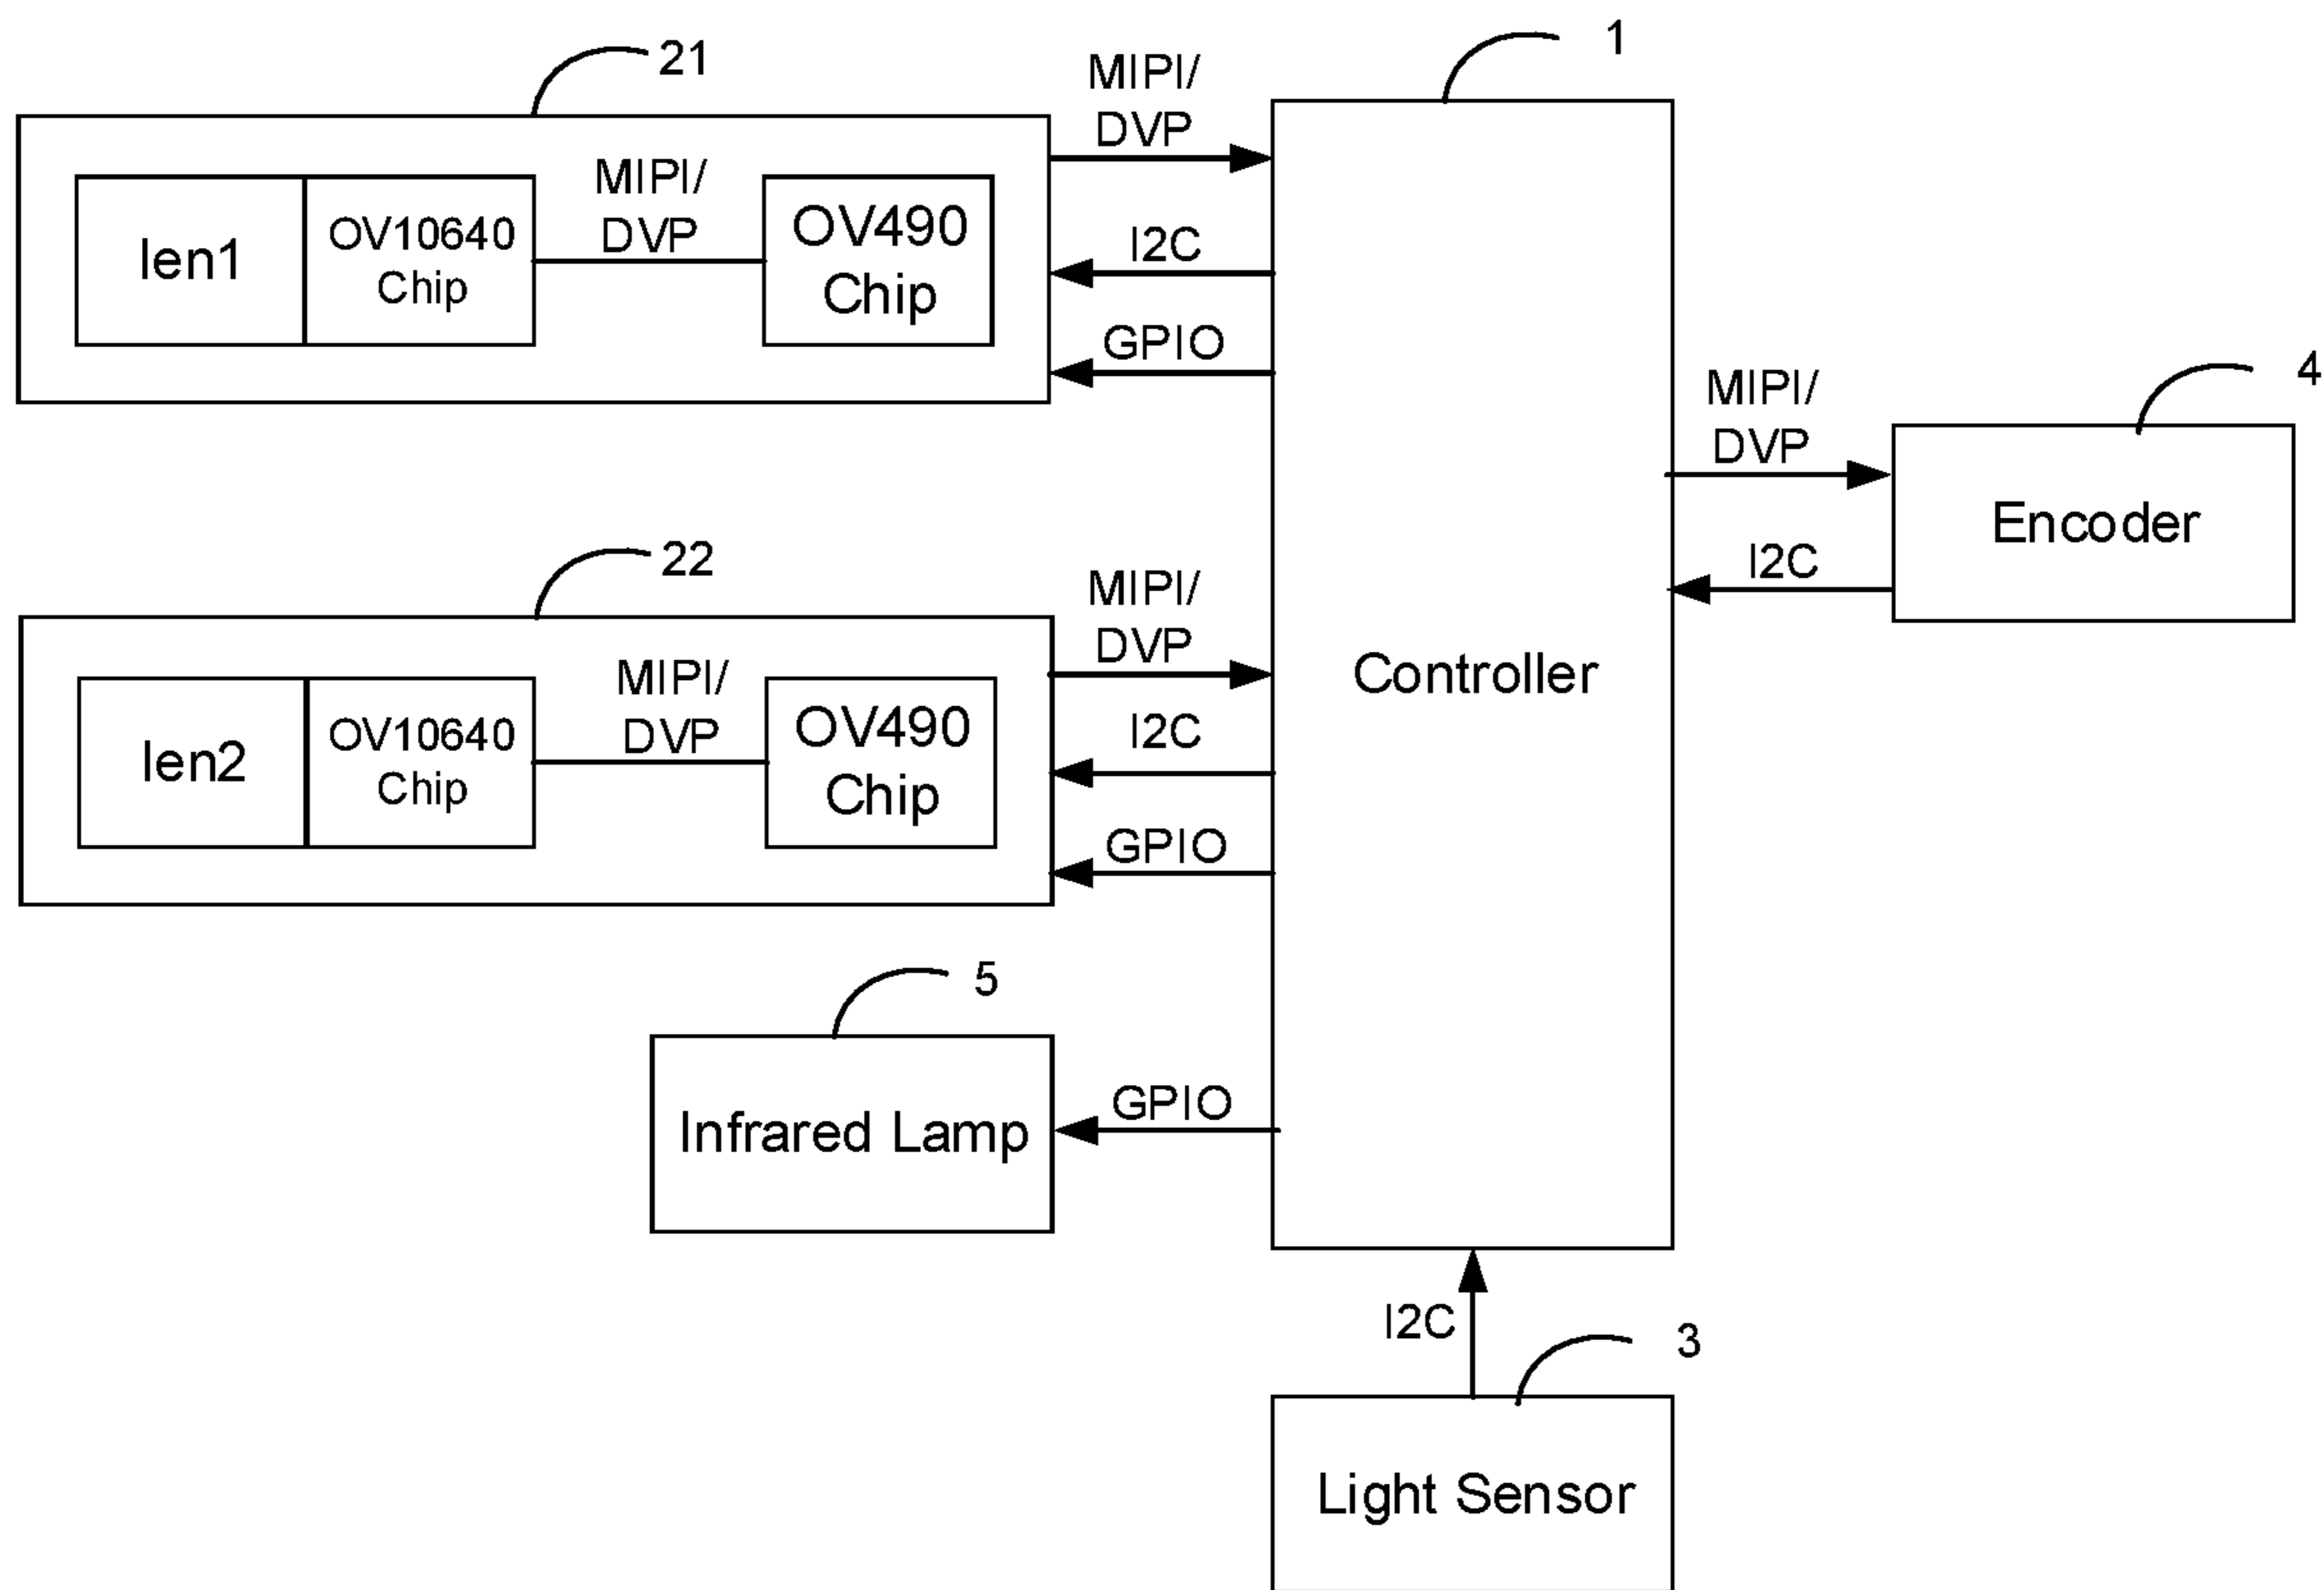 21
1
MIPI/
DVP
len1
OV10640
Chip
MIPI/
DVP
OV490
Chip
I2C
GPIO
MIPI/
DVP
4
Encoder
I2C
22
MIPI/
DVP
len2
OV10640
Chip
MIPI/
DVP
OV490
Chip
I2C
GPIO
Controller
5
Infrared Lamp
GPIO
I2C
3
Light Sensor